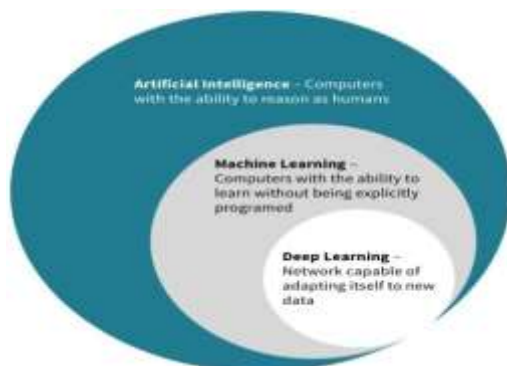 Artificial Intelligence – Computers
with the ability to reason as humans
Machine Learning –
Computers with the ability to
learn without being explicitly
programed
Deep Learning –
Network capable of
adapting itself to new
data